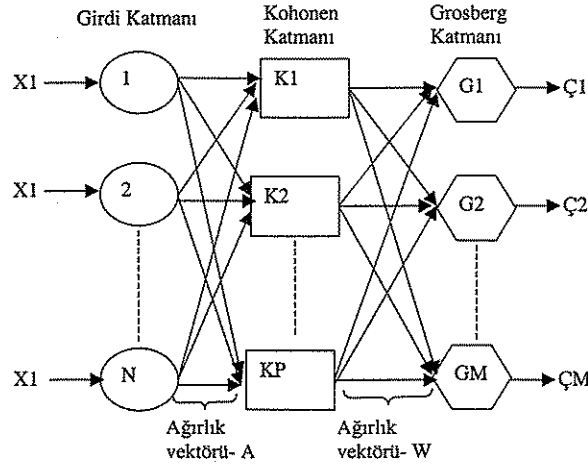 Girdi Katmanı
Kohonen
Katmanı
Grosberg
Katmanı
X1
1
K1
G1
Ç1
X1
2
K2
G2
Ç2
X1
N
KP
GM
ÇM
Ağırlık
vektörü- A
Ağırlık
vektörü- W